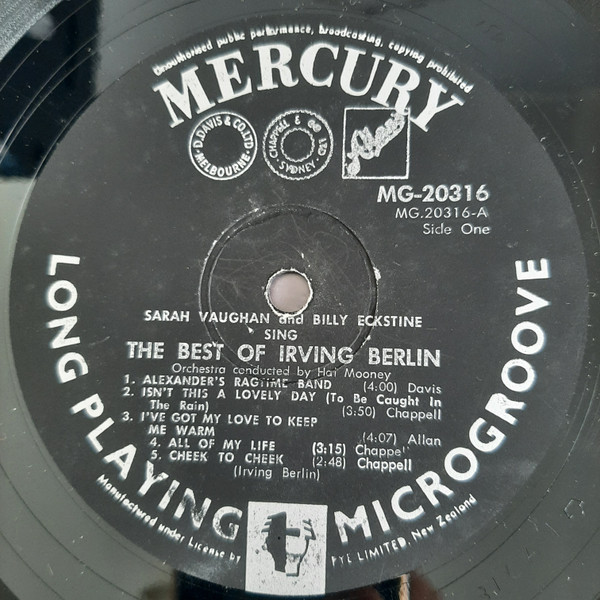 Unauthorised public performance, broadcasting, copying prohibited
MERCURY
D.DAVIS & CO.LTD MELBOURNE
CHAPPELL & CO LTD SYDNEY
MG-20316
MG.20316-A
Side One
SARAH VAUGHAN and BILLY ECKSTINE
SING
THE BEST OF IRVING BERLIN
Orchestra conducted by Hal Mooney
1. ALEXANDER'S RAGTIME BAND (4:00) Davis
2. ISN'T THIS A LOVELY DAY (To Be Caught In
The Rain) (3:50) Chappell
3. I'VE GOT MY LOVE TO KEEP
ME WARM (4:07) Allan
4. ALL OF MY LIFE (3:15) Chappell
5. CHEEK TO CHEEK (2:48) Chappell
(Irving Berlin)
LONG PLAYING MICROGROOVE
Manufactured under License by PYE LIMITED. New Zealand